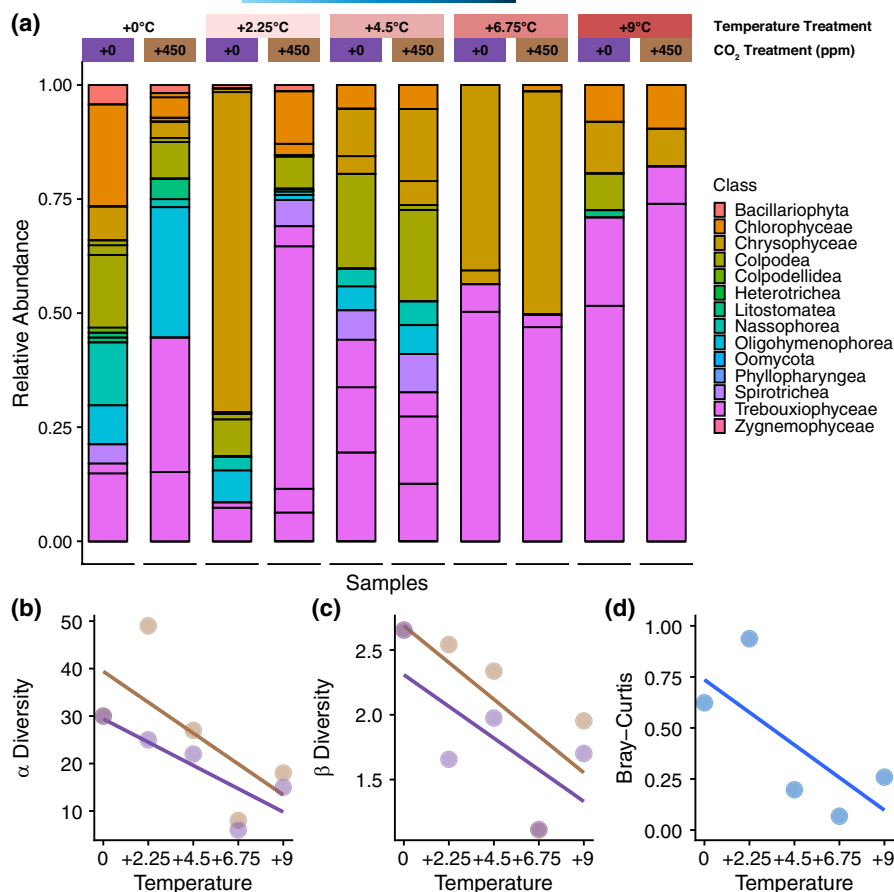 (a)
+0°C +2.25°C +4.5°C +6.75°C +9°C Temperature Treatment
+0 +450 +0 +450 +0 +450 +0 +450 +0 +450 CO₂ Treatment (ppm)
Relative Abundance
1.00
0.75
0.50
0.25
0.00
Samples
Class
Bacillariophyta
Chlorophyceae
Chrysophyceae
Colpodea
Colpodellidea
Heterotrichea
Litostomatea
Nassophorea
Oligohymenophorea
Oomycota
Phyllopharyngea
Spirotrichea
Trebouxiophyceae
Zygnemophyceae
(b)
α Diversity
50
40
30
20
10
0 +2.25 +4.5 +6.75 +9
Temperature
(c)
β Diversity
2.5
2.0
1.5
0 +2.25 +4.5 +6.75 +9
Temperature
(d)
Bray−Curtis
1.00
0.75
0.50
0.25
0.00
0 +2.25 +4.5 +6.75 +9
Temperature